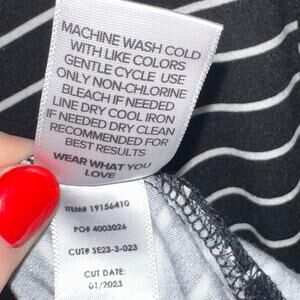 MACHINE WASH COLD
WITH LIKE COLORS
GENTLE CYCLE USE
ONLY NON-CHLORINE
BLEACH IF NEEDED
LINE DRY COOL IRON
IF NEEDED DRY CLEAN
RECOMMENDED FOR
BEST RESULTS
WEAR WHAT YOU
LOVE
ITEM# 19156410
PO# 4003026
CUT# SE23-3-023
CUT DATE:
01/2023